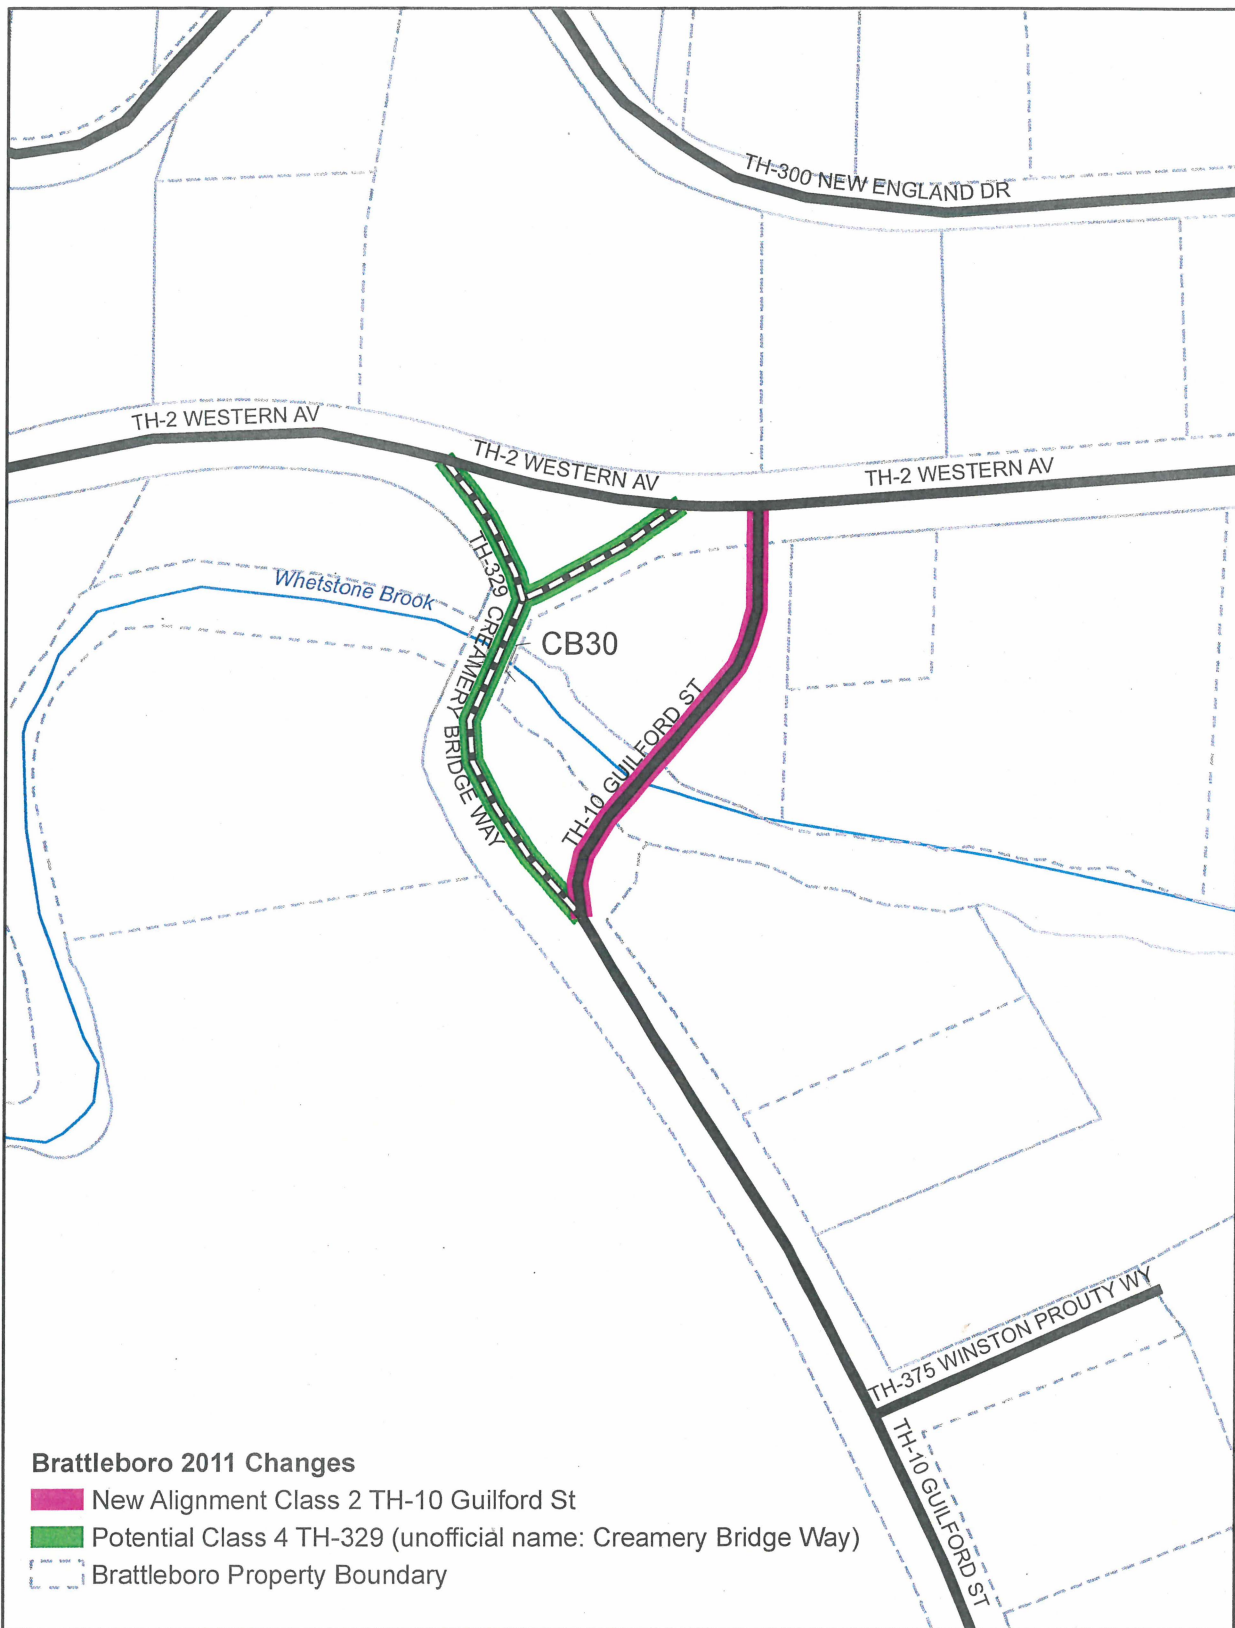 TH-300 NEW ENGLAND DR
TH-2 WESTERN AV
TH-2 WESTERN AV
TH-2 WESTERN AV
TH-329 CREAMERY BRIDGE WAY
Whetstone Brook
CB30
TH-10 GUILFORD ST
TH-375 WINSTON PROUTY WY
TH-10 GUILFORD ST
Brattleboro 2011 Changes
New Alignment Class 2 TH-10 Guilford St
Potential Class 4 TH-329 (unofficial name: Creamery Bridge Way)
Brattleboro Property Boundary